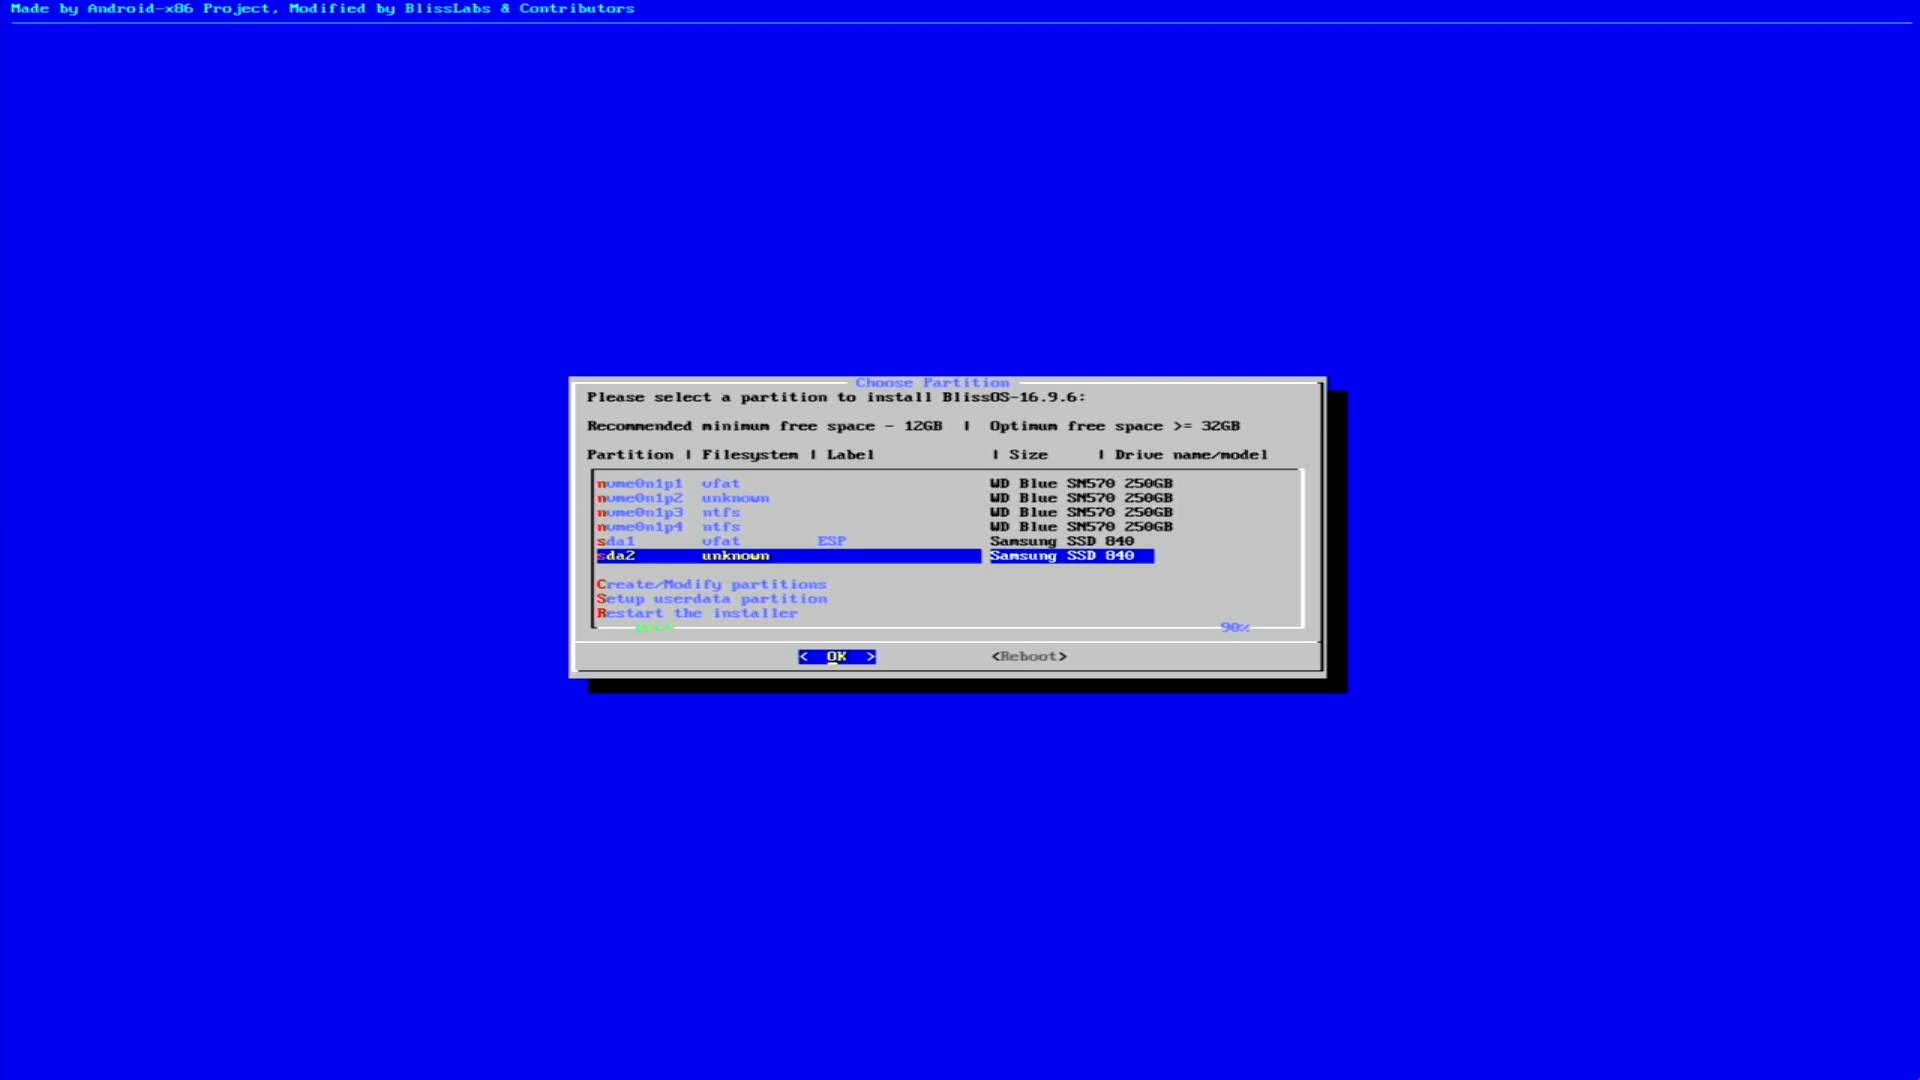 Made by Android-x86 Project, Modified by BlissLabs & Contributors
Choose Partition
Please select a partition to install BlissOS-16.9.6:
Recommended minimum free space - 12GB | Optimum free space >= 32GB
Partition | Filesystem | Label | Size | Drive name/model
nvme0n1p1 vfat WD Blue SN570 250GB
nvme0n1p2 unknown WD Blue SN570 250GB
nvme0n1p3 ntfs WD Blue SN570 250GB
nvme0n1p4 ntfs WD Blue SN570 250GB
sda1 vfat ESP Samsung SSD 840
sda2 unknown Samsung SSD 840
Create/Modify partitions
Setup userdata partition
Restart the installer
90%
< OK > <Reboot>